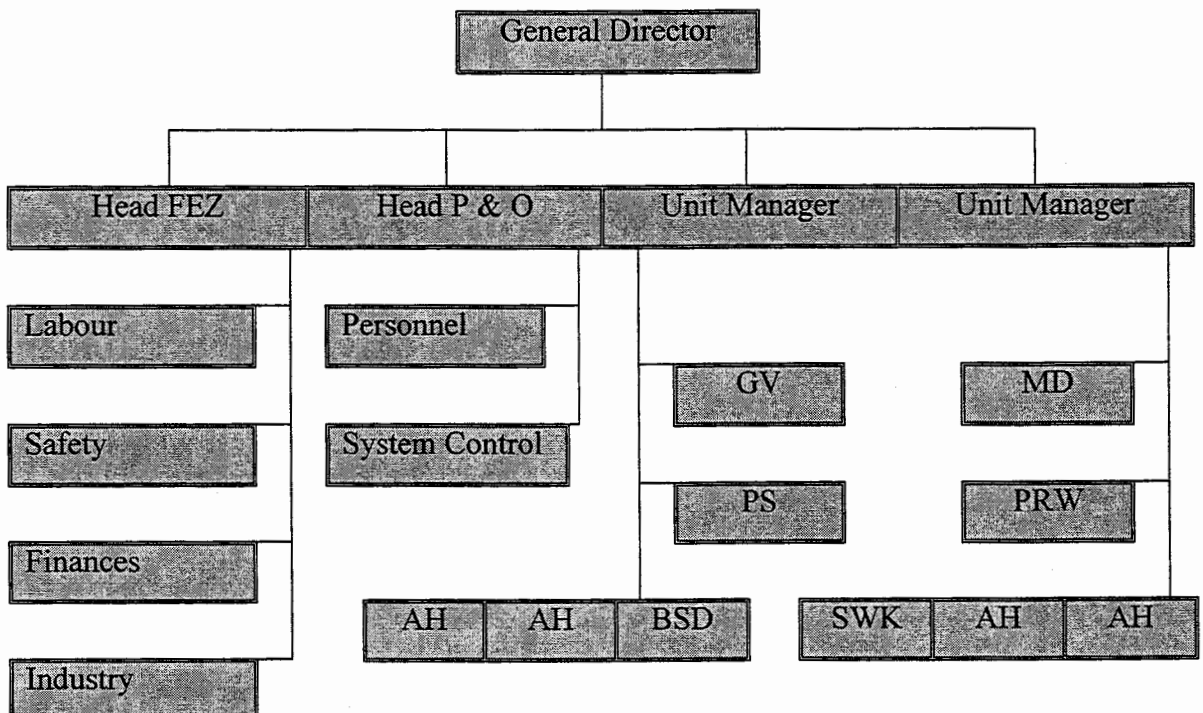 General Director
Head FEZ
Head P & O
Unit Manager
Unit Manager
Labour
Personnel
GV
MD
Safety
System Control
PS
PRW
Finances
AH
AH
BSD
SWK
AH
AH
Industry